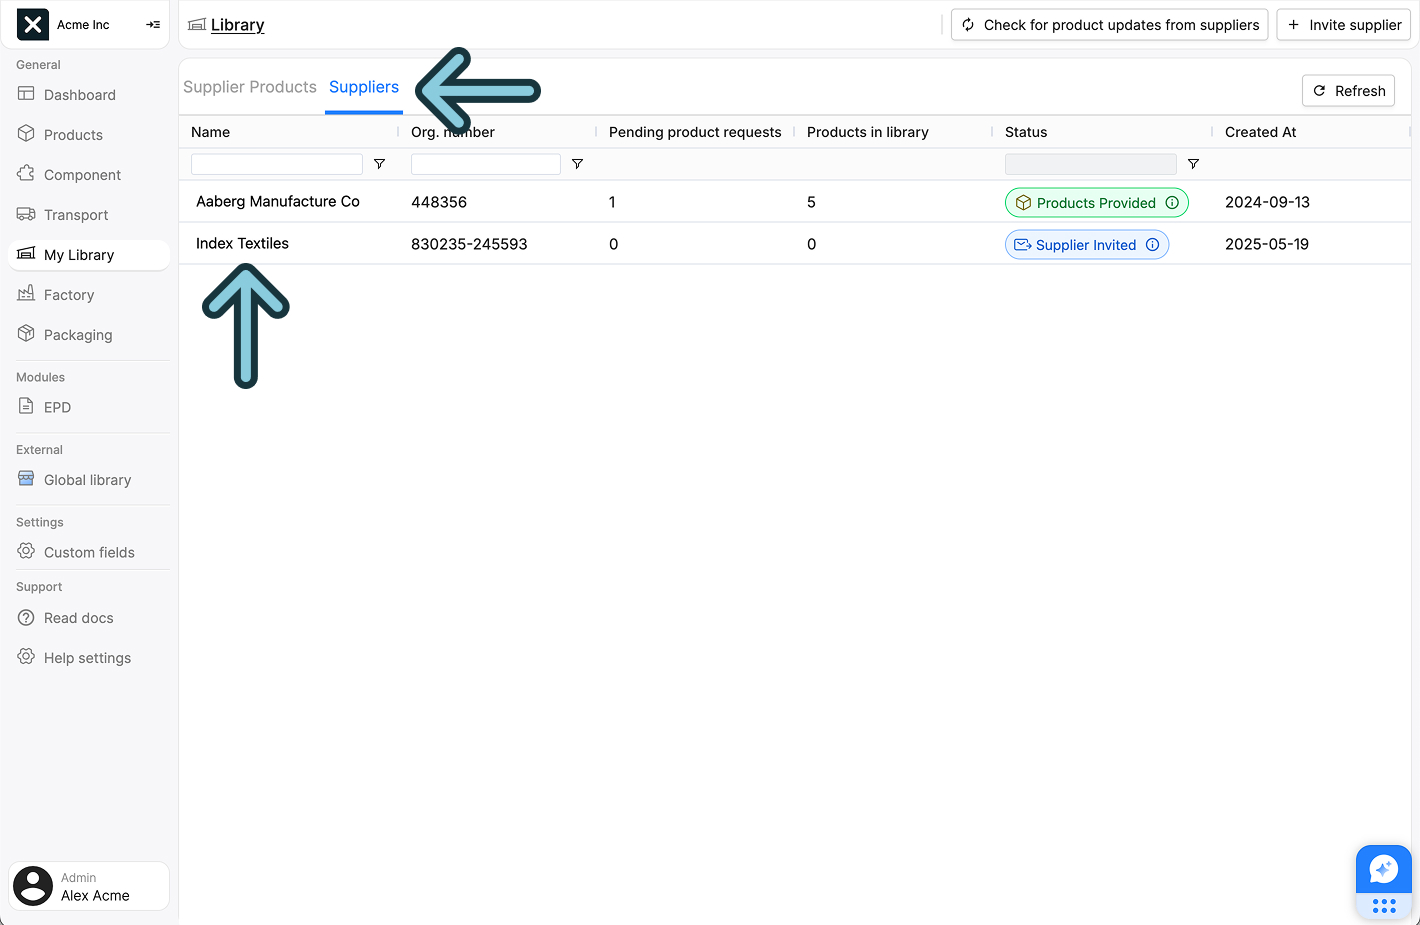 Acme Inc
Library
Check for product updates from suppliers
+ Invite supplier
General
Dashboard
Products
Component
Transport
My Library
Factory
Packaging
Modules
EPD
External
Global library
Settings
Custom fields
Support
Read docs
Help settings
Admin
Alex Acme
Supplier Products Suppliers
Refresh
Name Org. number Pending product requests Products in library Status Created At
Aaberg Manufacture Co 448356 1 5 Products Provided 2024-09-13
Index Textiles 830235-245593 0 0 Supplier Invited 2025-05-19